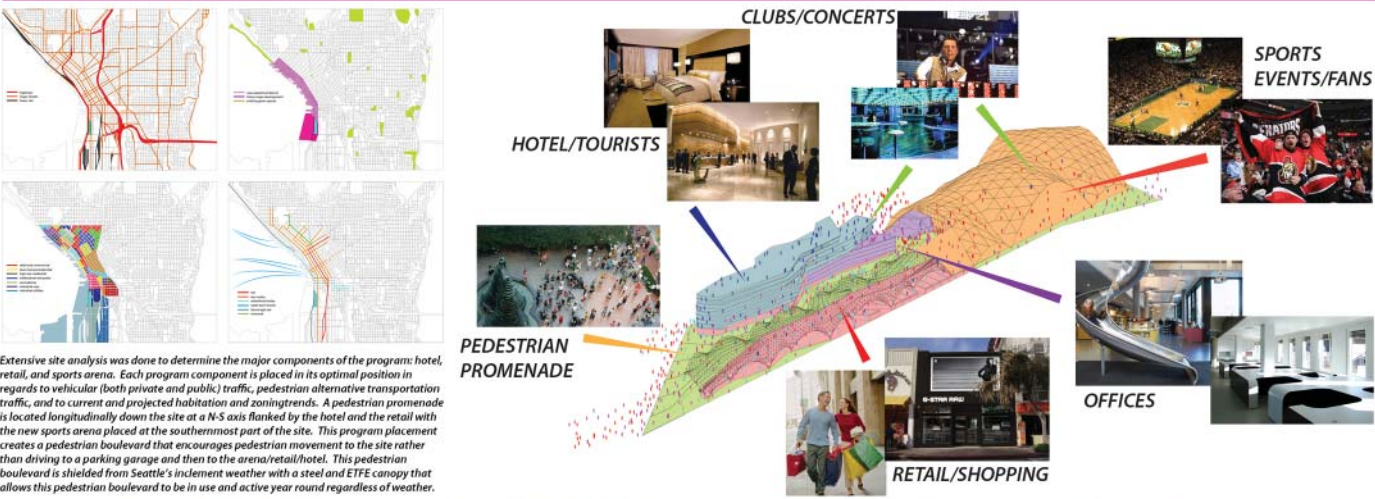 CLUBS/CONCERTS
SPORTS
EVENTS/FANS
HOTEL/TOURISTS
SENATORS
PEDESTRIAN
PROMENADE
G-STAR RAW
OFFICES
RETAIL/SHOPPING
Extensive site analysis was done to determine the major components of the program: hotel,
retail, and sports arena. Each program component is placed in its optimal position in
regards to vehicular (both private and public) traffic, pedestrian alternative transportation
traffic, and to current and projected habitation and zoningtrends. A pedestrian promenade
is located longitudinally down the site at a N-S axis flanked by the hotel and the retail with
the new sports arena placed at the southernmost part of the site. This program placement
creates a pedestrian boulevard that encourages pedestrian movement to the site rather
than driving to a parking garage and then to the arena/retail/hotel. This pedestrian
boulevard is shielded from Seattle's inclement weather with a steel and ETFE canopy that
allows this pedestrian boulevard to be in use and active year round regardless of weather.